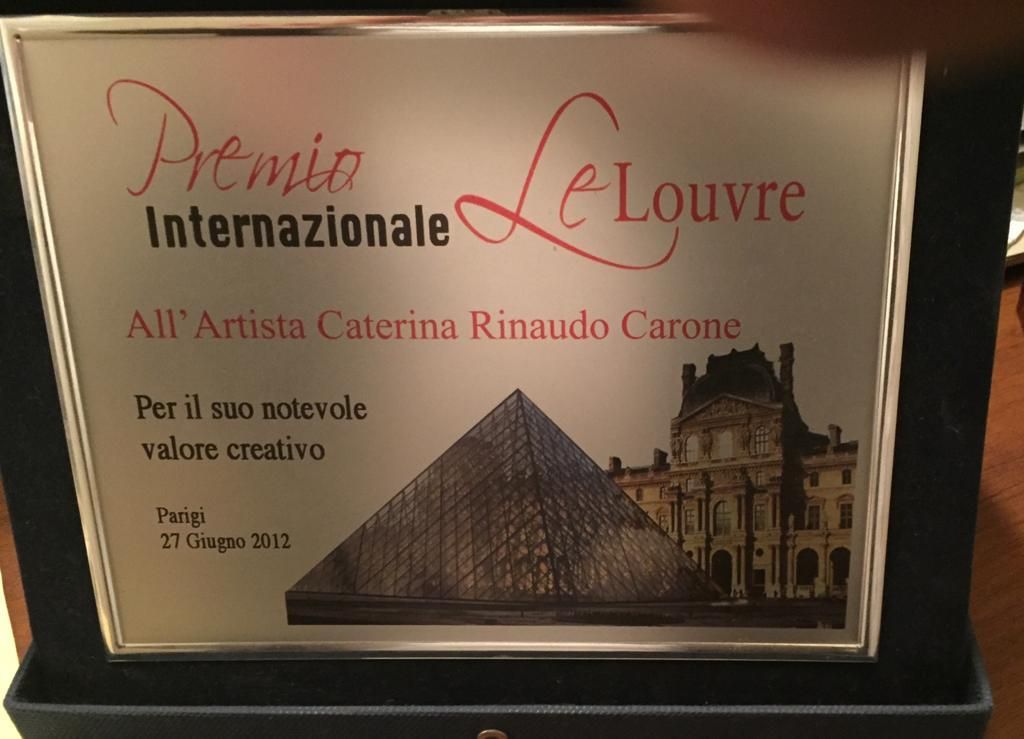 Premio Le Louvre
Internazionale
All'Artista Caterina Rinaudo Carone
Per il suo notevole
valore creativo
Parigi
27 Giugno 2012